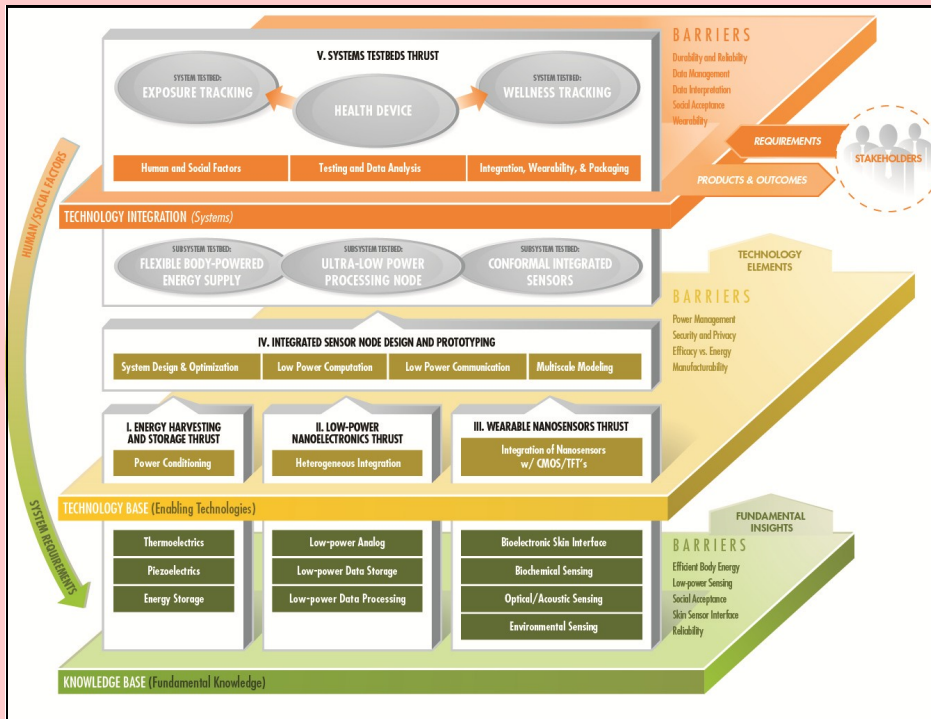 BARRIERS
Durability and Reliability
Data Management
Data Interpretation
Social Acceptance
Wearability
V. SYSTEMS TESTBEDS THRUST
SYSTEM TESTBED:
EXPOSURE TRACKING
HEALTH DEVICE
SYSTEM TESTBED:
WELLNESS TRACKING
Human and Social Factors
Testing and Data Analysis
Integration, Wearability, & Packaging
REQUIREMENTS
PRODUCTS & OUTCOMES
STAKEHOLDERS
TECHNOLOGY INTEGRATION (Systems)
HUMAN/SOCIAL FACTORS
SYSTEM REQUIREMENTS
SUBSYSTEM TESTBED:
FLEXIBLE BODY-POWERED
ENERGY SUPPLY
SUBSYSTEM TESTBED:
ULTRA-LOW POWER
PROCESSING NODE
SUBSYSTEM TESTBED:
CONFORMAL INTEGRATED
SENSORS
TECHNOLOGY
ELEMENTS
BARRIERS
Power Management
Security and Privacy
Efficacy vs. Energy
Manufacturability
IV. INTEGRATED SENSOR NODE DESIGN AND PROTOTYPING
System Design & Optimization
Low Power Computation
Low Power Communication
Multiscale Modeling
I. ENERGY HARVESTING
AND STORAGE THRUST
Power Conditioning
II. LOW-POWER
NANOELECTRONICS THRUST
Heterogeneous Integration
III. WEARABLE NANOSENSORS THRUST
Integration of Nanosensors
w/ CMOS/TFT's
TECHNOLOGY BASE (Enabling Technologies)
FUNDAMENTAL
INSIGHTS
BARRIERS
Efficient Body Energy
Low-power Sensing
Social Acceptance
Skin Sensor Interface
Reliability
Thermoelectrics
Piezoelectrics
Energy Storage
Low-power Analog
Low-power Data Storage
Low-power Data Processing
Bioelectronic Skin Interface
Biochemical Sensing
Optical/Acoustic Sensing
Environmental Sensing
KNOWLEDGE BASE (Fundamental Knowledge)